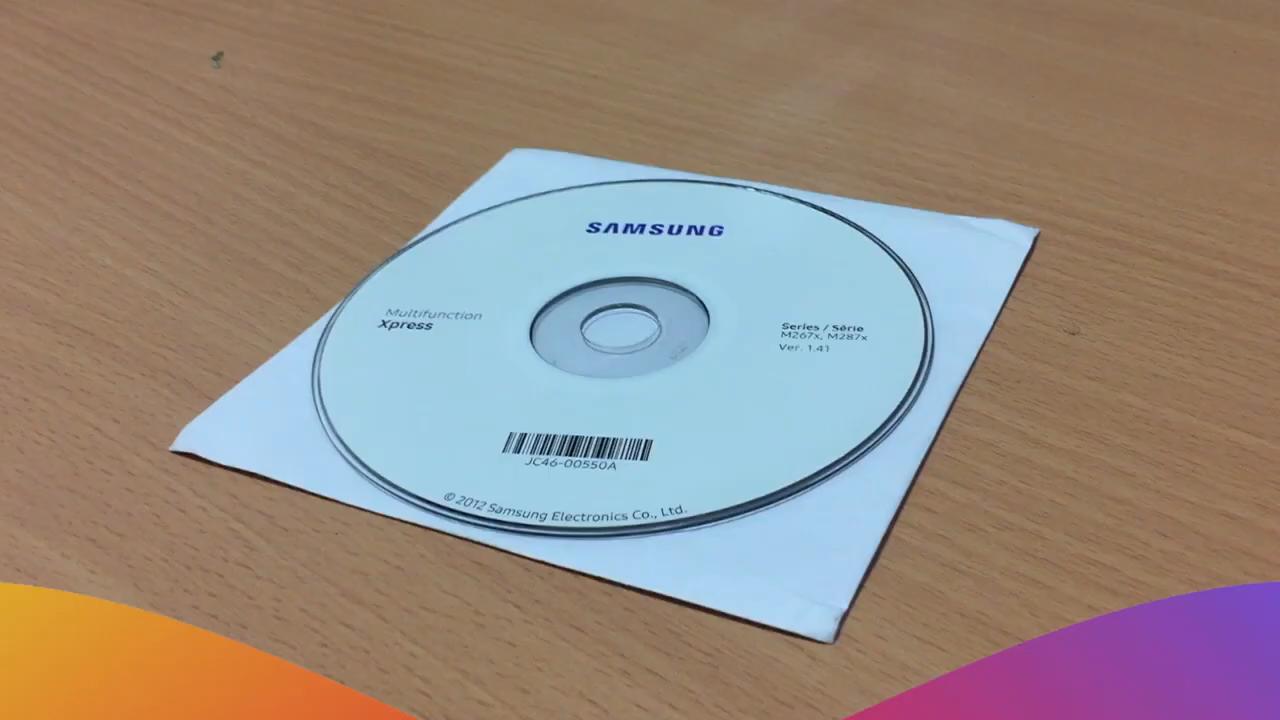 SAMSUNG
Multifunction
Xpress
Series / Série
M267x, M287x
Ver. 1.41
JC46-00550A
© 2012 Samsung Electronics Co., Ltd.